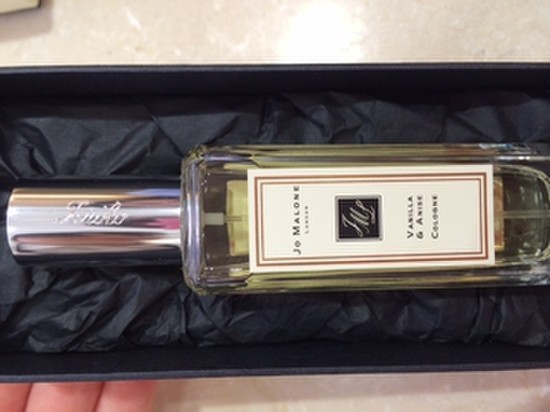 Jo Malone
London
Vanilla
& Anise
Cologne